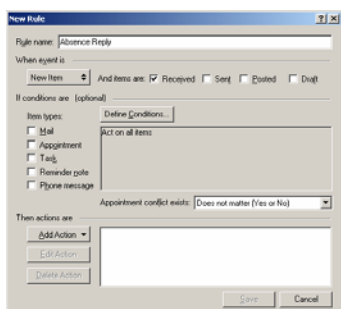 New Rule
Rule name: Absence Reply
When event is
New Item And items are: Received Sent Posted Draft
If conditions are (optional)
Item types: Define Conditions...
Mail
Appointment
Task
Reminder note
Phone message
Act on all items
Appointment conflict exists: Does not matter (Yes or No)
Then actions are
Add Action
Edit Action
Delete Action
Save Cancel